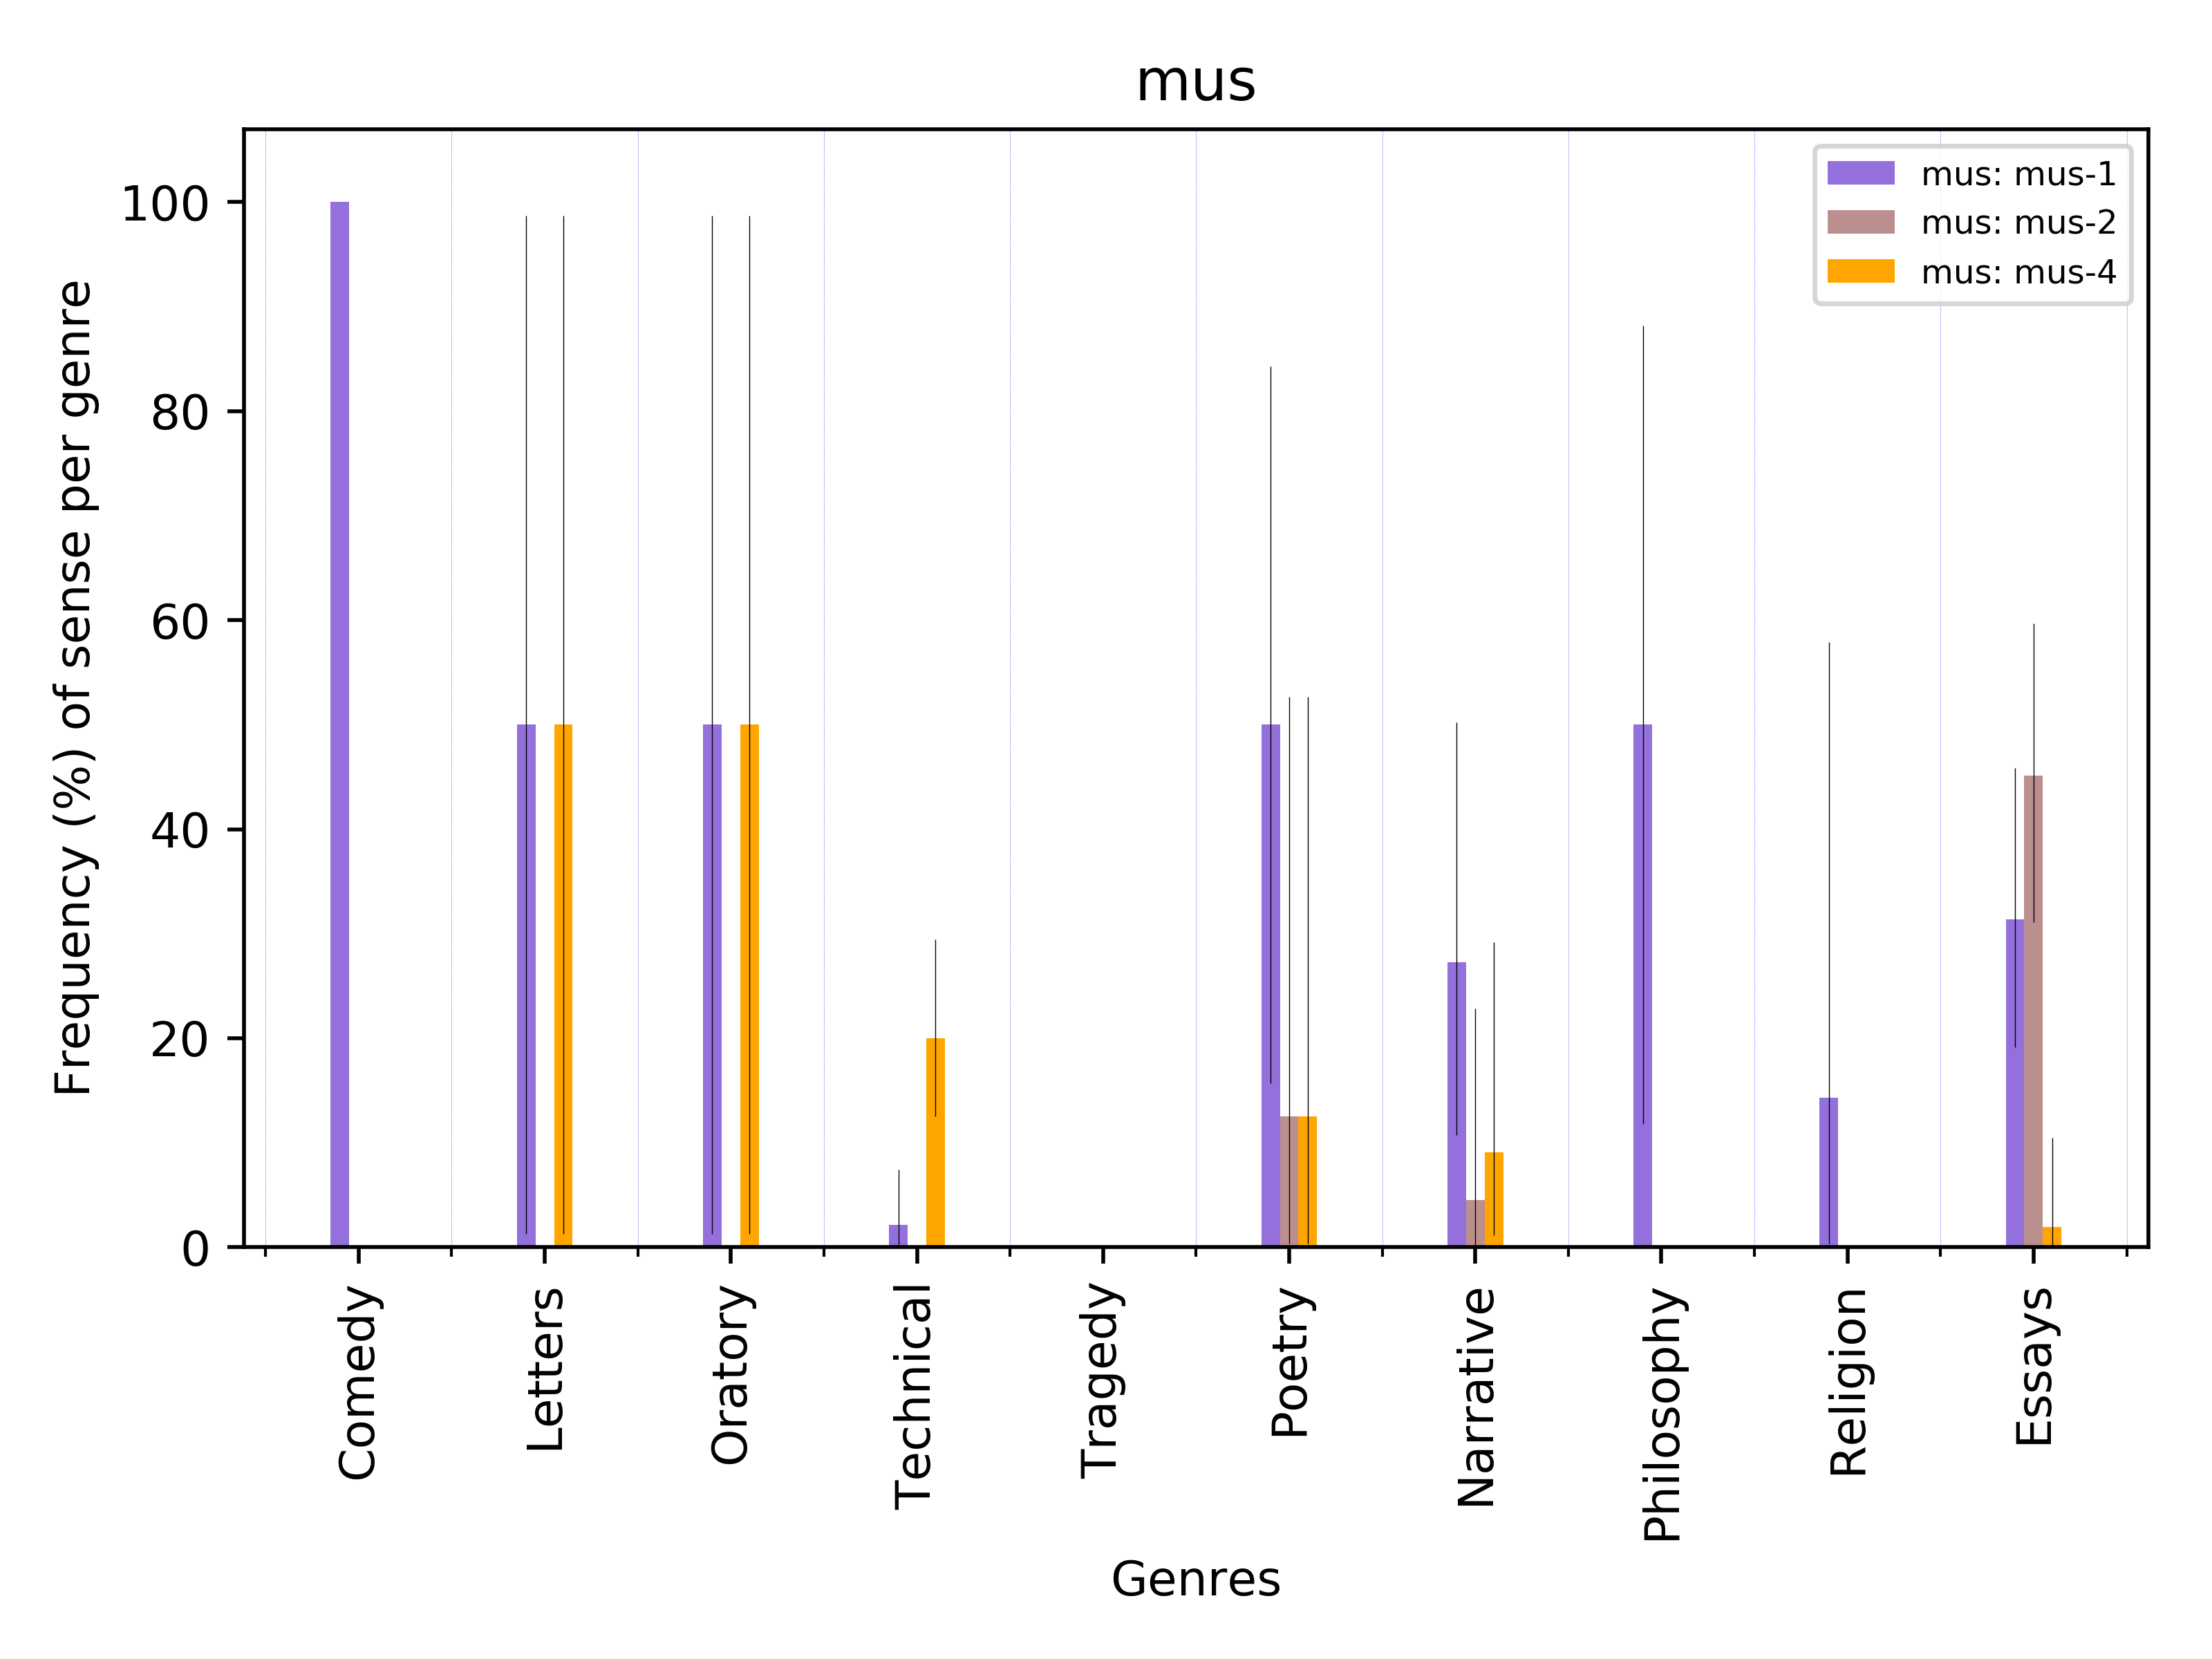 mus
Frequency (%) of sense per genre
100
80
60
40
20
0
mus: mus-1
mus: mus-2
mus: mus-4
Comedy
Letters
Oratory
Technical
Tragedy
Poetry
Narrative
Philosophy
Religion
Essays
Genres